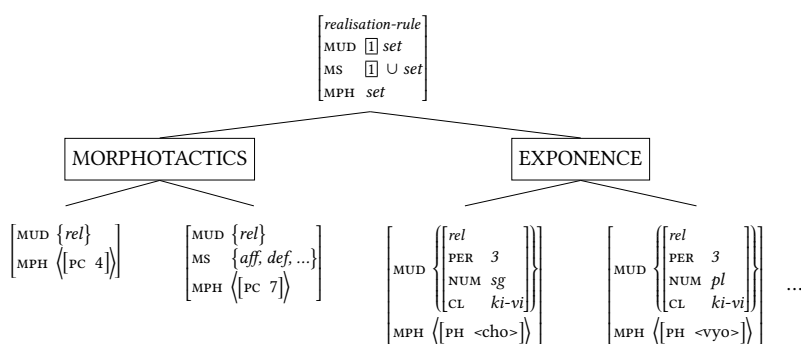 realisation-rule
MUD 1 set
MS 1 ∪ set
MPH set
MORPHOTACTICS EXPONENCE
[MUD {rel}
MPH ⟨[PC 4]⟩]
[MUD {rel}
MS {aff, def, ...}
MPH ⟨[PC 7]⟩]
[MUD {[rel
PER 3
NUM sg
CL ki-vi]}
MPH ⟨[PH <cho>]⟩]
[MUD {[rel
PER 3
NUM pl
CL ki-vi]}
MPH ⟨[PH <vyo>]⟩]
...